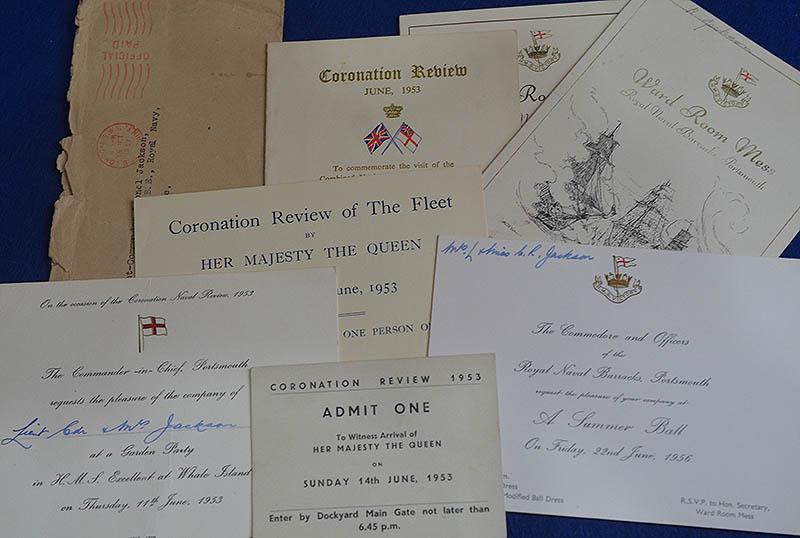 OFFICIAL
PAID
nel Jackson,
B.E., Royal Navy,
Coronation Review
JUNE, 1953
To commemorate the visit of the
Ward Room Mess
Royal Naval Barracks, Portsmouth
Jackson
Coronation Review of The Fleet
BY
HER MAJESTY THE QUEEN
une, 1953
ONE PERSON O
On the occasion of the Coronation Naval Review, 1953
The Commander-in-Chief, Portsmouth
requests the pleasure of the company of
Lieut Cdr & Mrs Jackson
at a Garden Party
in H.M.S. Excellent at Whale Island
on Thursday, 11th June, 1953
CORONATION REVIEW 1953
ADMIT ONE
To Witness Arrival of
HER MAJESTY THE QUEEN
ON
SUNDAY 14TH JUNE, 1953
Enter by Dockyard Main Gate not later than
6.45 p.m.
Jackson
The Commodore and Officers
of the
Royal Naval Barracks, Portsmouth
request the pleasure of your company at
A Summer Ball
On Friday, 22nd June, 1956
m.
Dress
Modified Ball Dress
R.S.V.P. to Hon. Secretary,
Ward Room Mess